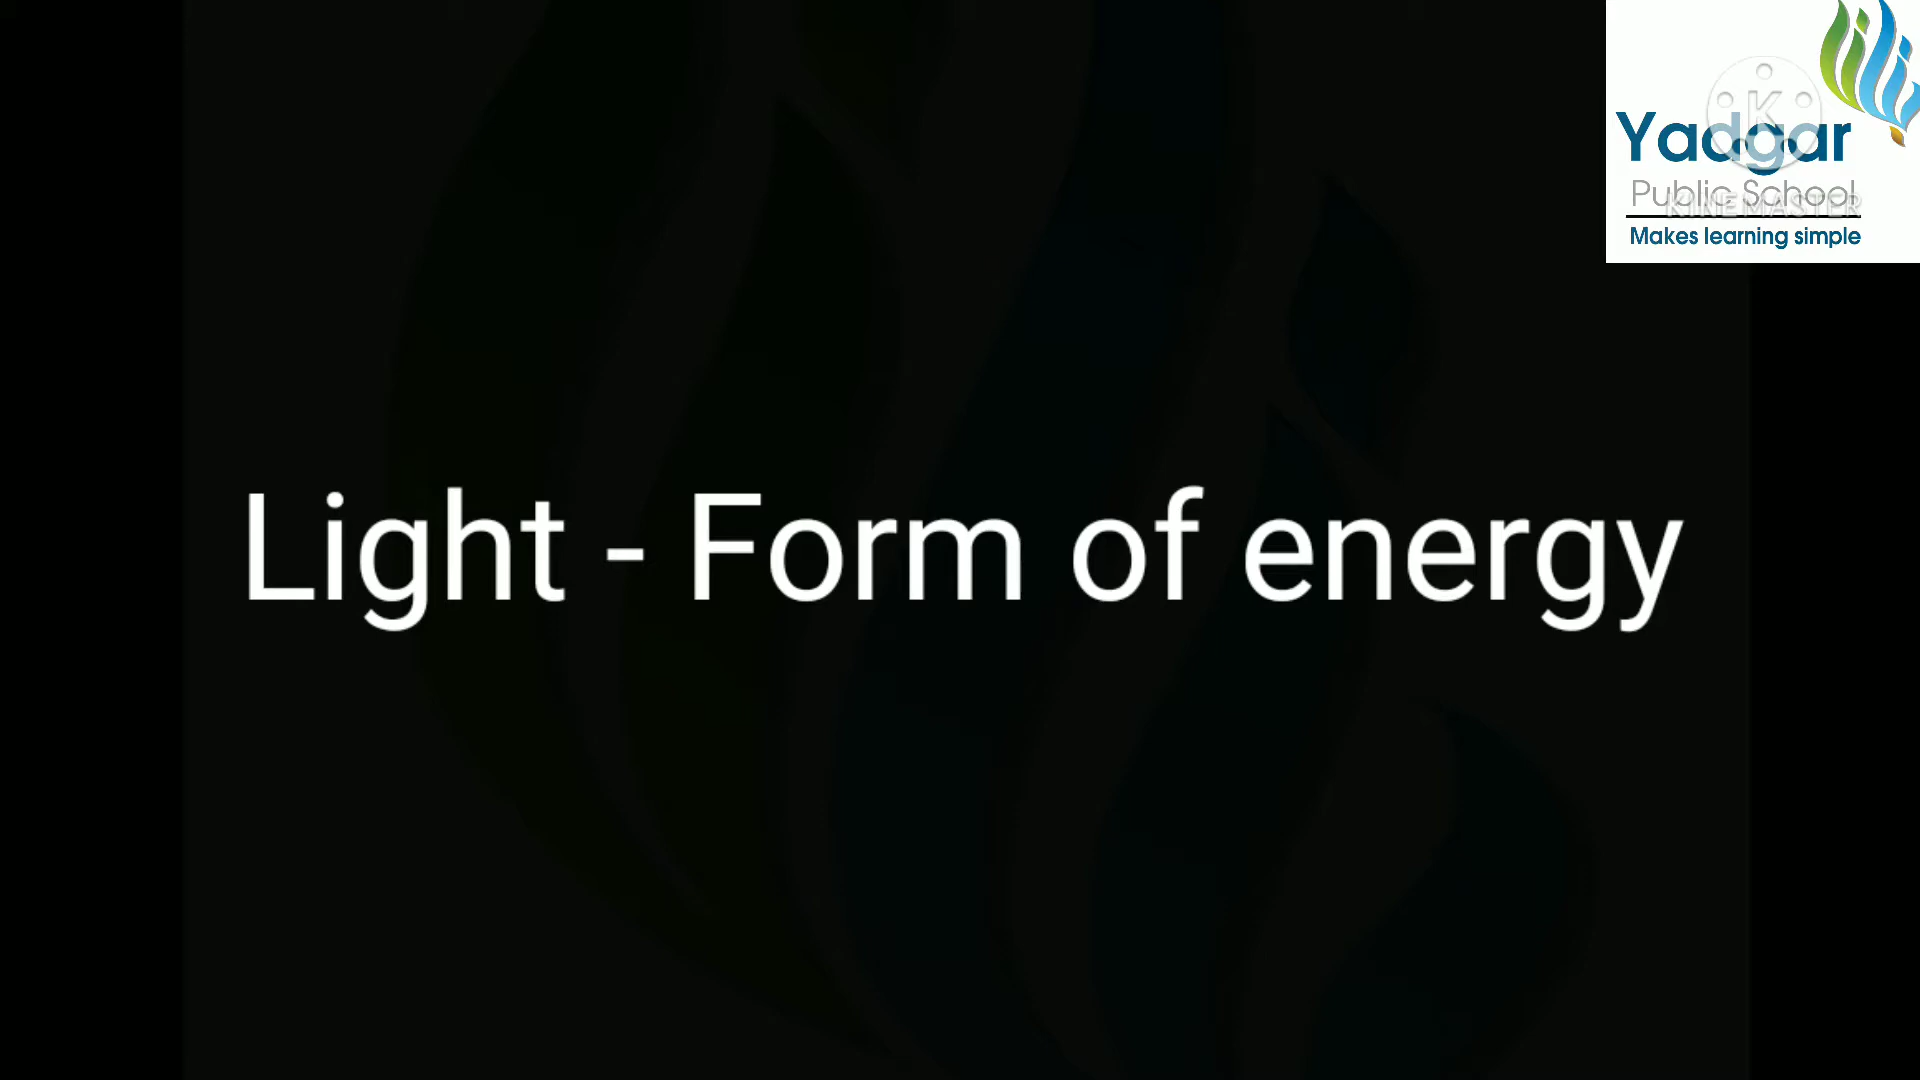 Yadgar
Public School
KINEMASTER
Makes learning simple
Light - Form of energy